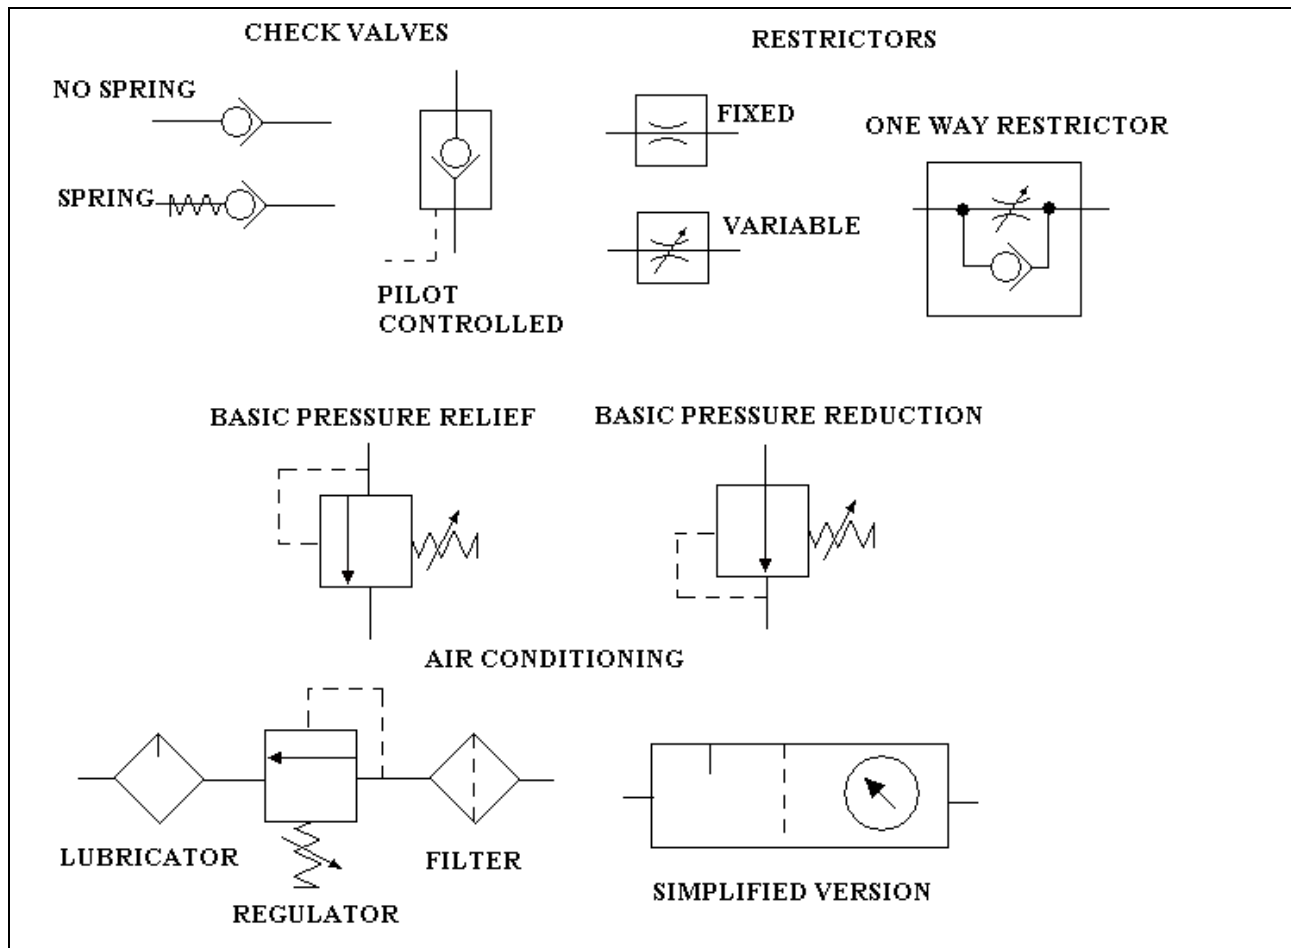 CHECK VALVES
RESTRICTORS
NO SPRING
SPRING
PILOT
CONTROLLED
FIXED
VARIABLE
ONE WAY RESTRICTOR
BASIC PRESSURE RELIEF
BASIC PRESSURE REDUCTION
AIR CONDITIONING
LUBRICATOR
REGULATOR
FILTER
SIMPLIFIED VERSION